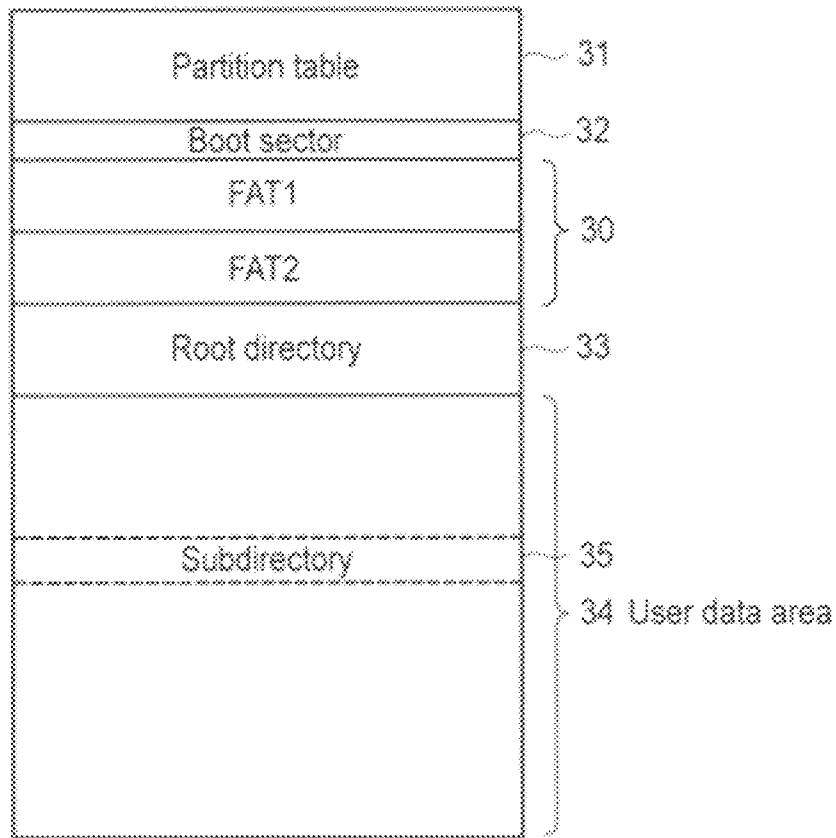 Partition table
31
Boot sector
32
FAT1
30
FAT2
Root directory
33
Subdirectory
35
34 User data area